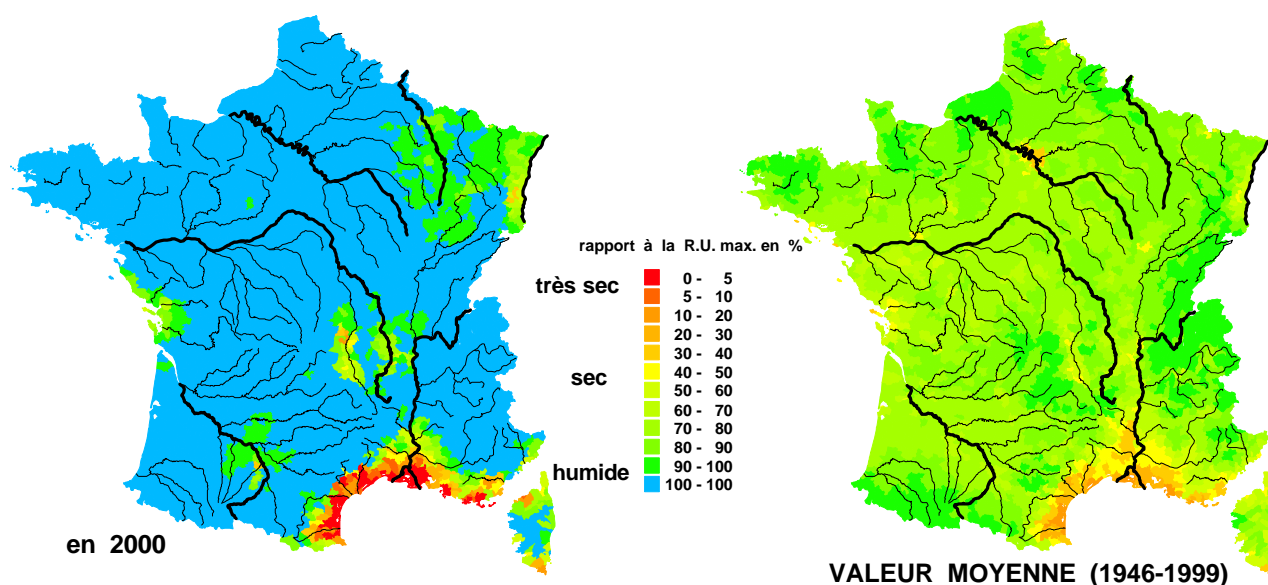 rapport à la R.U. max. en %
très sec
0 - 5
5 - 10
10 - 20
20 - 30
30 - 40
sec
40 - 50
50 - 60
60 - 70
70 - 80
80 - 90
humide
90 - 100
100 - 100
en 2000
VALEUR MOYENNE (1946-1999)